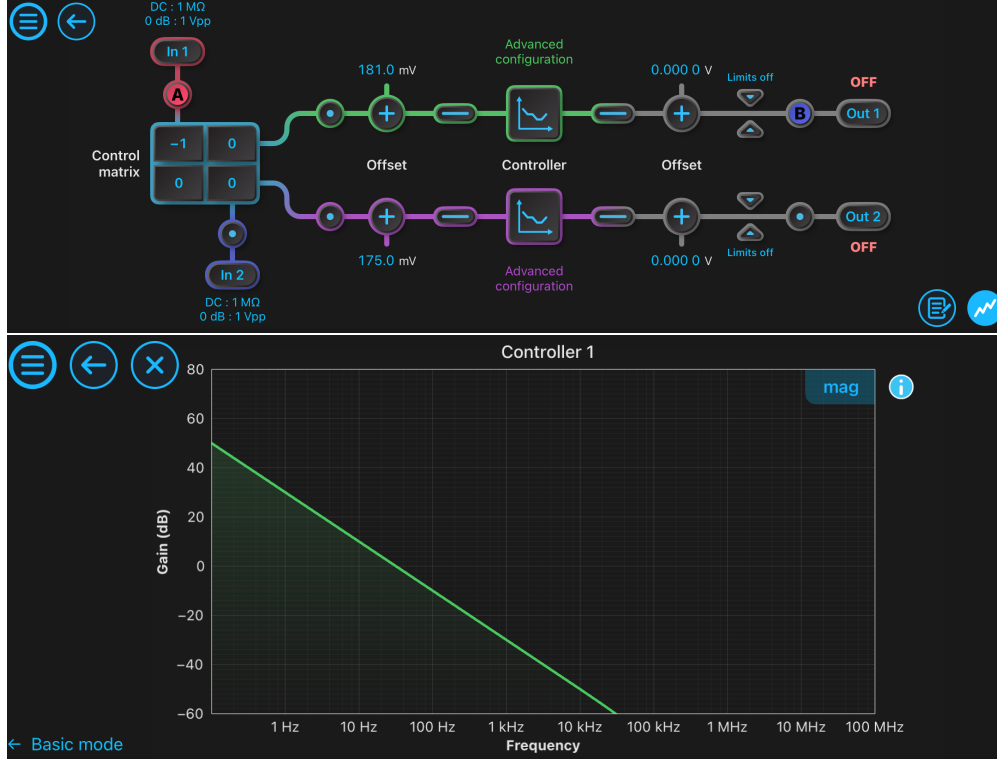 DC : 1 MΩ
0 dB : 1 Vpp
In 1
A
Control
matrix
−1 0
0 0
In 2
DC : 1 MΩ
0 dB : 1 Vpp
181.0 mV
Offset
175.0 mV
Advanced
configuration
Controller
Advanced
configuration
0.000 0 V
Offset
0.000 0 V
Limits off
Limits off
B
OFF
Out 1
Out 2
OFF
Controller 1
mag
i
Gain (dB)
80
60
40
20
0
−20
−40
−60
1 Hz 10 Hz 100 Hz 1 kHz 10 kHz 100 kHz 1 MHz 10 MHz 100 MHz
Frequency
← Basic mode